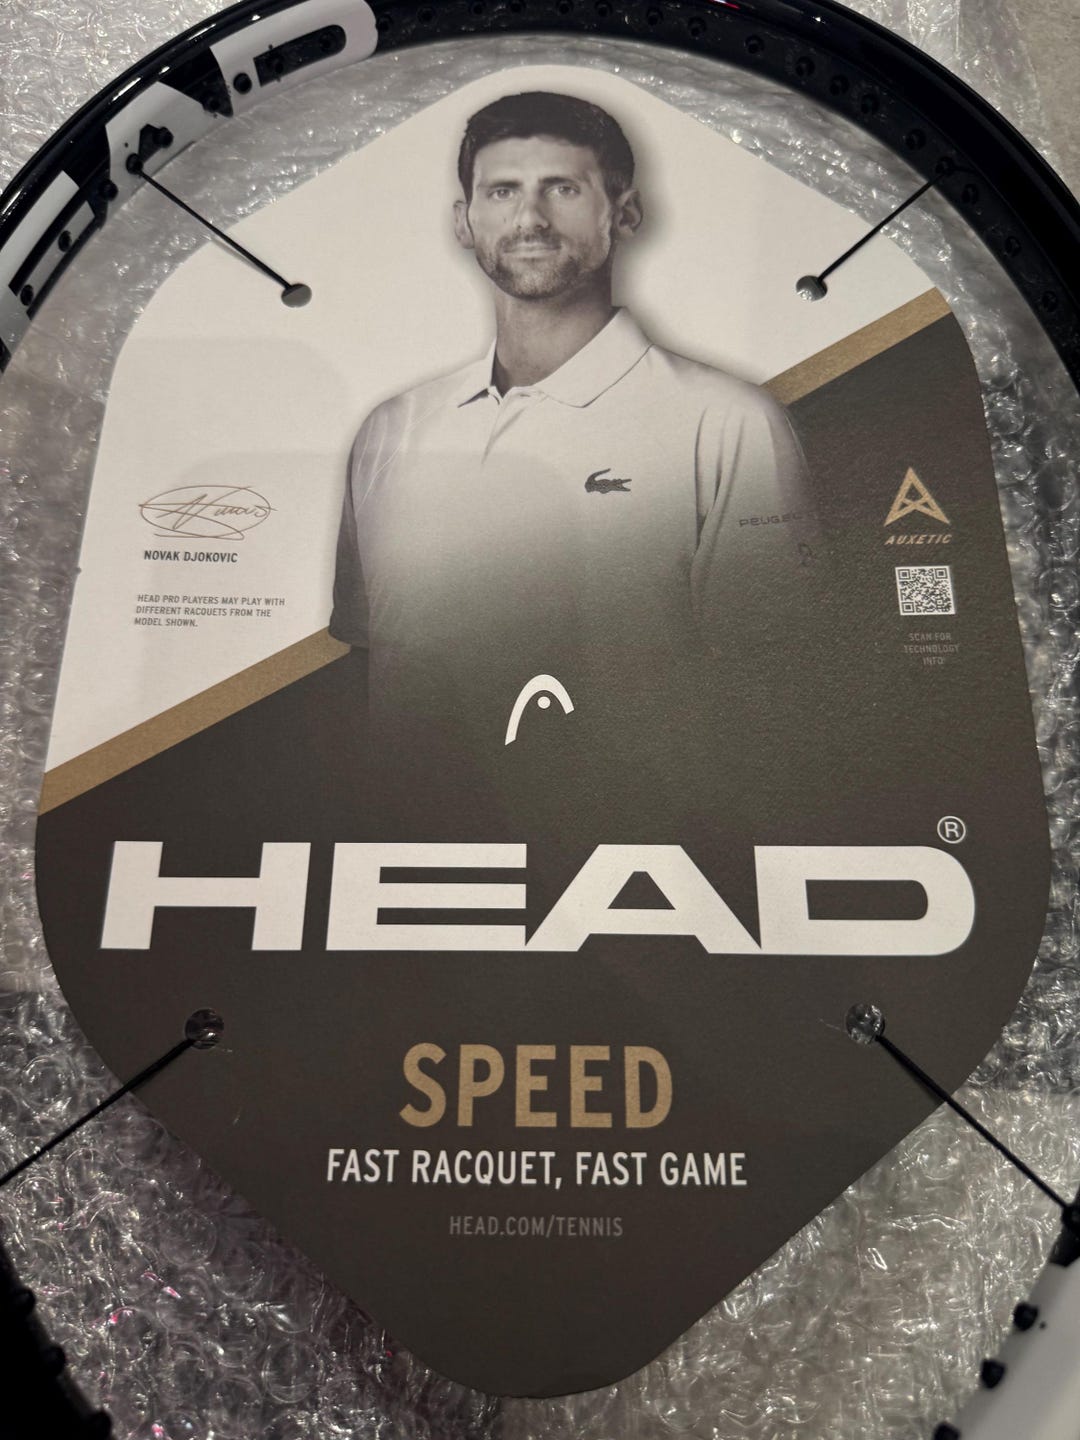 HEAD
NOVAK DJOKOVIC
HEAD PRO PLAYERS MAY PLAY WITH
DIFFERENT RACQUETS FROM THE
MODEL SHOWN.
AUXETIC
SCAN FOR
TECHNOLOGY
INFO
HEAD®
SPEED
FAST RACQUET, FAST GAME
HEAD.COM/TENNIS